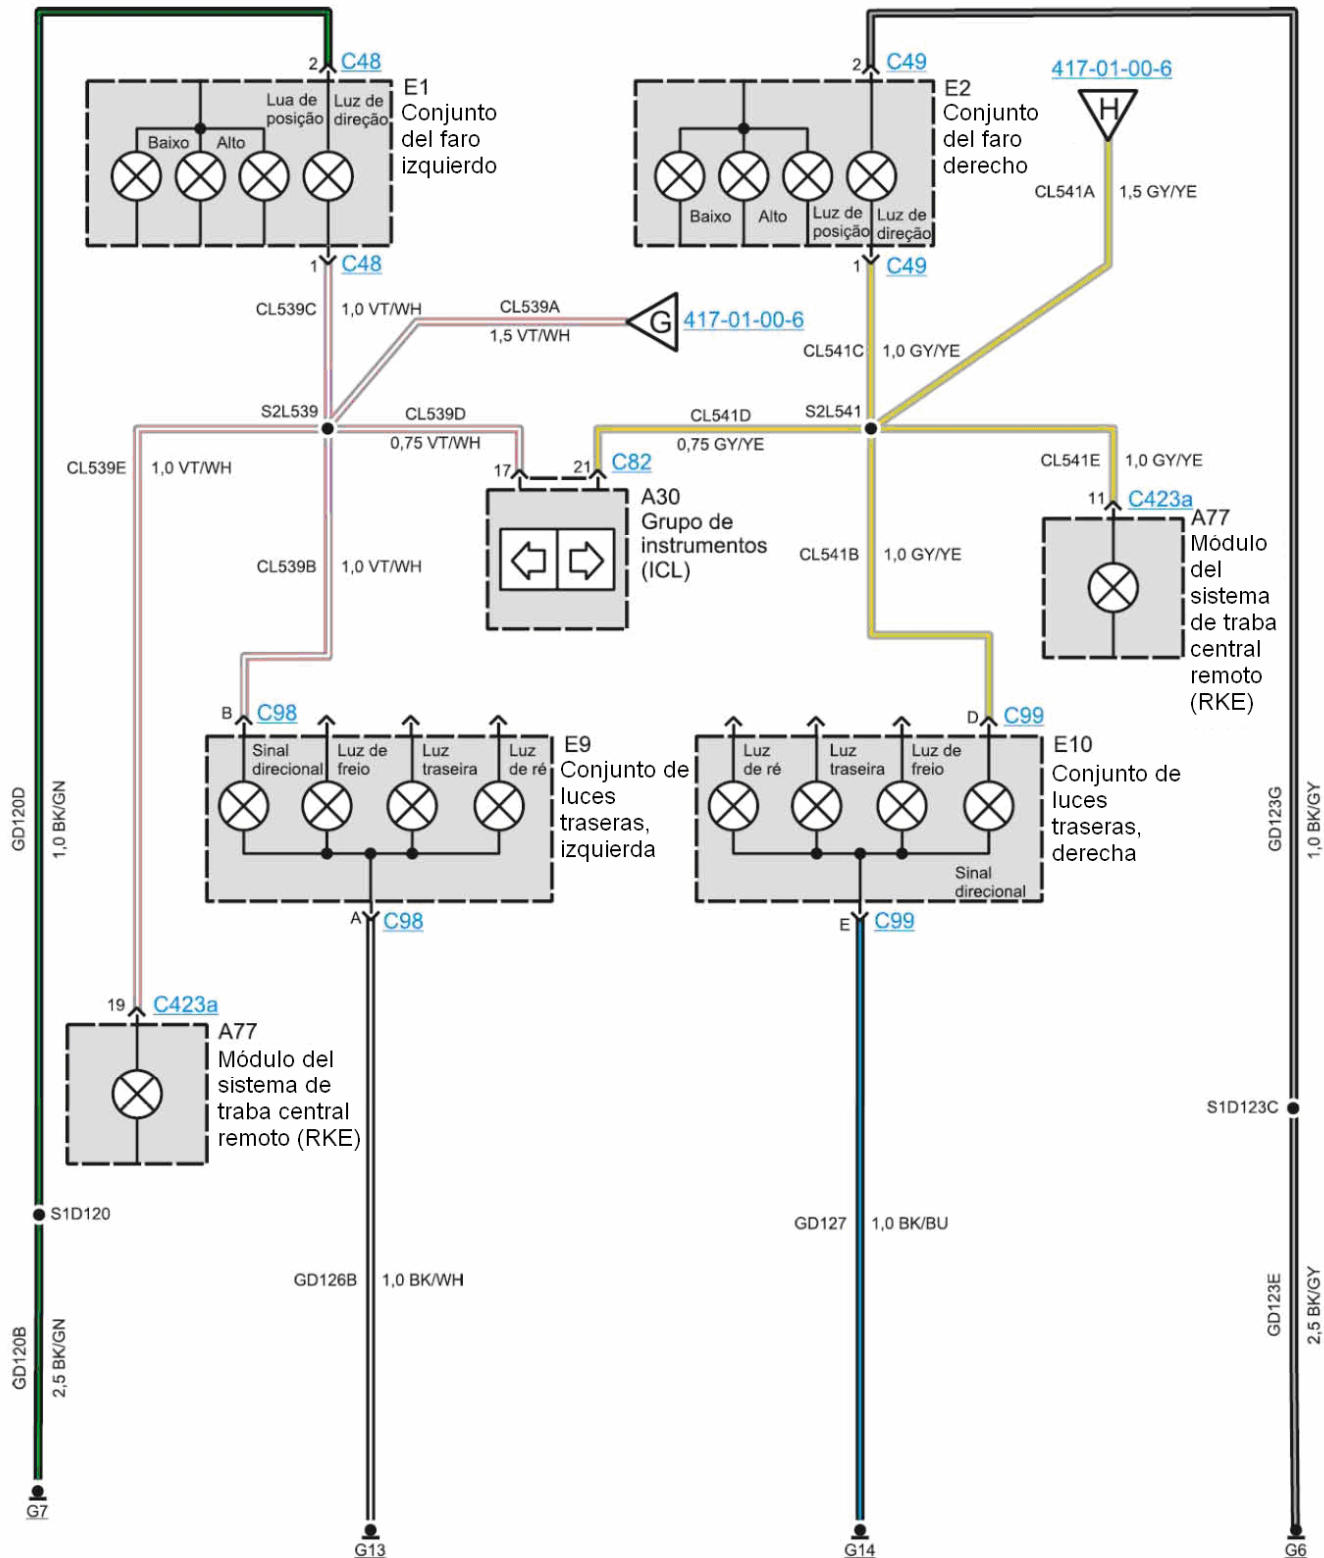 2 C48
E1
Conjunto
del faro
izquierdo
Lua de
posição
Luz de
direção
Baixo
Alto
1 C48
2 C49
E2
Conjunto
del faro
derecho
Baixo
Alto
Luz de
posição
Luz de
direção
1 C49
417-01-00-6
H
CL541A 1,5 GY/YE
CL539C 1,0 VT/WH
CL539A
1,5 VT/WH
G 417-01-00-6
CL541C 1,0 GY/YE
S2L539
CL539D
0,75 VT/WH
CL541D
0,75 GY/YE
S2L541
CL539E 1,0 VT/WH
17 21 C82
A30
Grupo de
instrumentos
(ICL)
CL541E 1,0 GY/YE
11 C423a
A77
Módulo
del
sistema
de traba
central
remoto
(RKE)
CL539B 1,0 VT/WH
CL541B 1,0 GY/YE
B C98
E9
Conjunto de
luces
traseras,
izquierda
Sinal
direcional
Luz de
freio
Luz
traseira
Luz
de ré
A C98
D C99
E10
Conjunto de
luces
traseras,
derecha
Luz
de ré
Luz
traseira
Luz de
freio
Sinal
direcional
E C99
GD120D
1,0 BK/GN
GD123G
1,0 BK/GY
19 C423a
A77
Módulo del
sistema de
traba central
remoto (RKE)
S1D123C
S1D120
GD126B 1,0 BK/WH
GD127 1,0 BK/BU
GD120B
2,5 BK/GN
GD123E
2,5 BK/GY
G7
G13
G14
G6